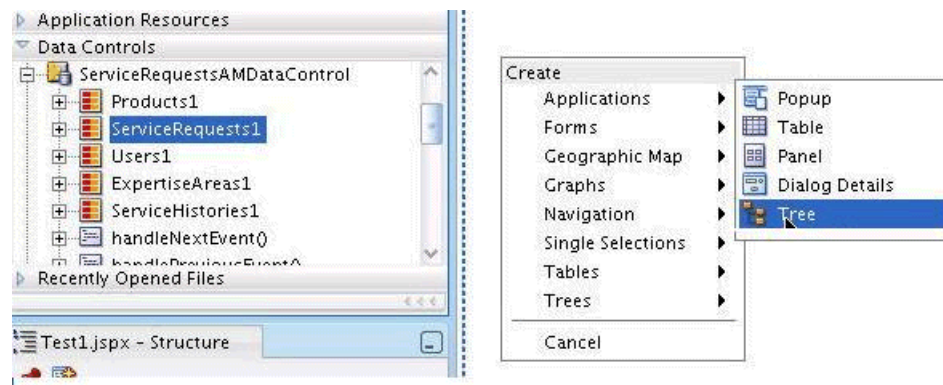 Application Resources
Data Controls
ServiceRequestsAMDataControl
Products1
ServiceRequests1
Users1
ExpertiseAreas1
ServiceHistories1
handleNextEvent()
handlePreviousEvent()
Recently Opened Files
Test1.jspx - Structure
Create
Applications
Forms
Geographic Map
Graphs
Navigation
Single Selections
Tables
Trees
Cancel
Popup
Table
Panel
Dialog Details
Tree